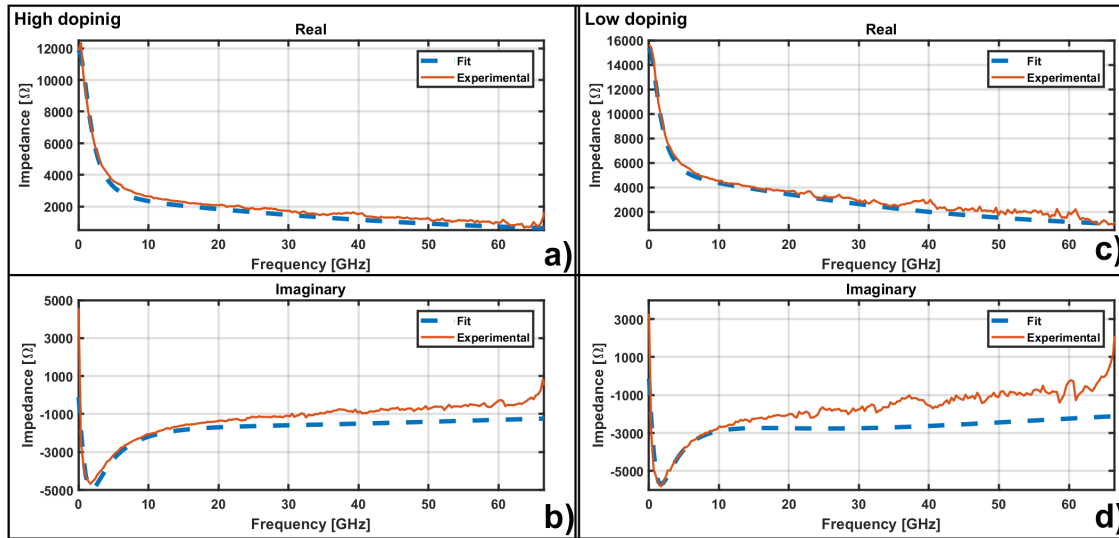 High dopinig
Real
12000
10000
8000
6000
4000
2000
Impedance [Ω]
Fit
Experimental
0 10 20 30 40 50 60
Frequency [GHz]
a)
Low dopinig
Real
16000
14000
12000
10000
8000
6000
4000
2000
Impedance [Ω]
Fit
Experimental
0 10 20 30 40 50 60
Frequency [GHz]
c)
Imaginary
5000
3000
1000
-1000
-3000
-5000
Impedance [Ω]
Fit
Experimental
0 10 20 30 40 50 60
Frequency [GHz]
b)
Imaginary
3000
1000
-1000
-3000
-5000
Impedance [Ω]
Fit
Experimental
0 10 20 30 40 50 60
Frequency [GHz]
d)